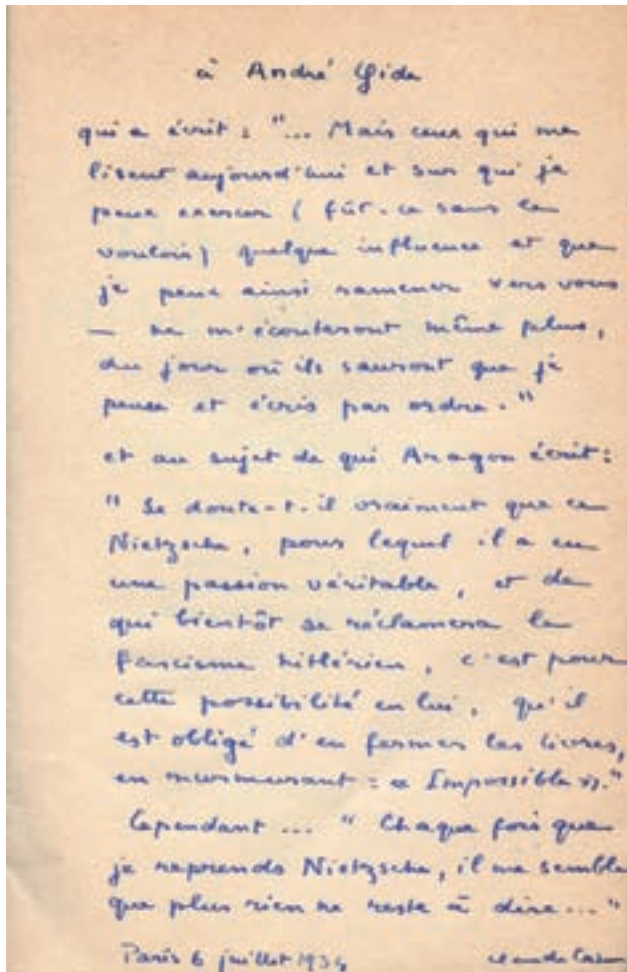 à André Gide
qui a écrit : "... Mais ceux qui me
lisent aujourd'hui et sur qui je
peux exercer ( fût-ce sans le
vouloir) quelque influence et que
je peux ainsi ramener vers vous
— ne m'écouteront même plus,
du jour où ils sauront que je
pense et écris par ordre."
et au sujet de qui Aragon écrit :
" Se doute-t-il vraiment que ce
Nietzsche, pour lequel il a eu
une passion véritable, et de
qui bientôt se réclamera le
fascisme hitlérien, c'est pour
cette possibilité en lui, qu'il
est obligé d'en fermer les livres,
en murmurant : « Impossible »."
Cependant ... " Chaque fois que
je reprends Nietzsche, il me semble
que plus rien ne reste à dire ..."
Paris 6 juillet 1934 Claude Cahun